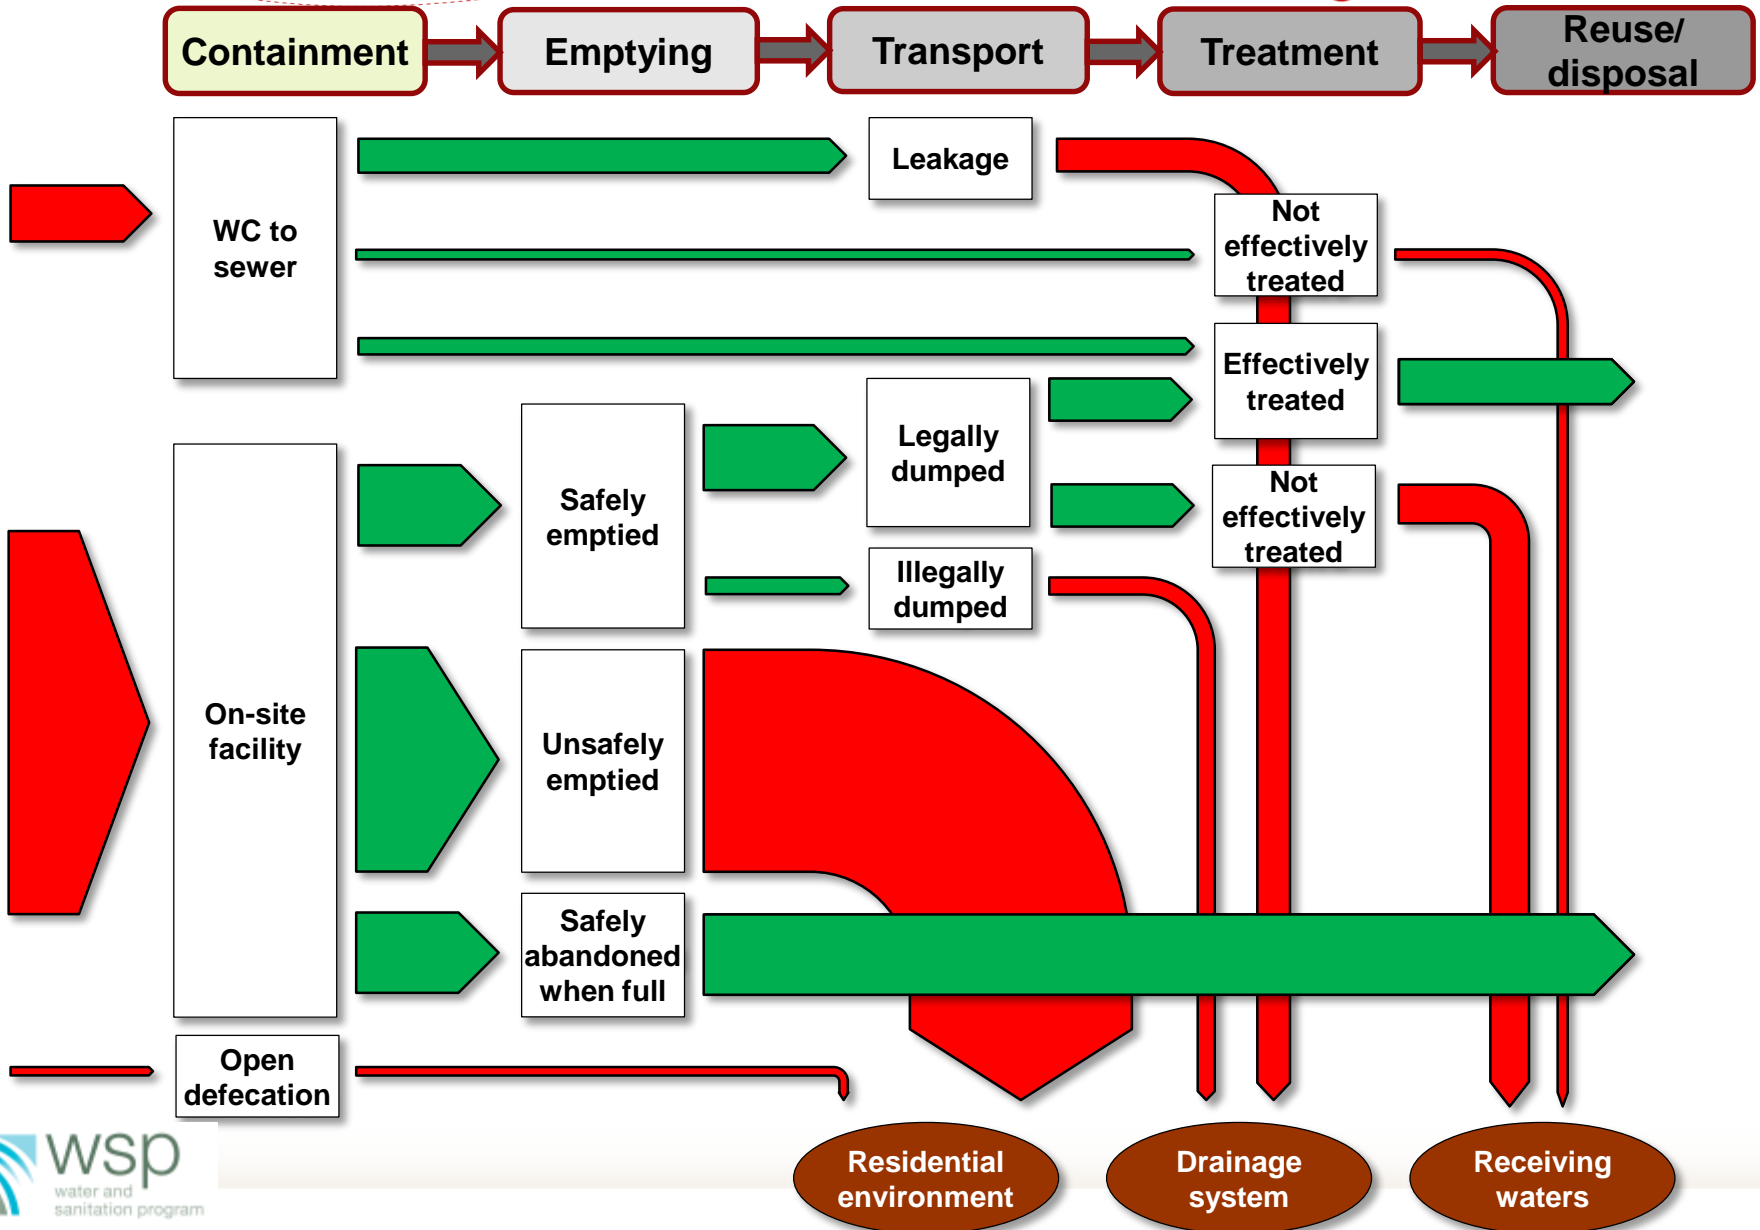 Containment
Emptying
Transport
Treatment
Reuse/
disposal
WC to
sewer
Leakage
Not
effectively
treated
Effectively
treated
Legally
dumped
Not
effectively
treated
Safely
emptied
Illegally
dumped
On-site
facility
Unsafely
emptied
Safely
abandoned
when full
Open
defecation
Residential
environment
Drainage
system
Receiving
waters
wsp
water and
sanitation program